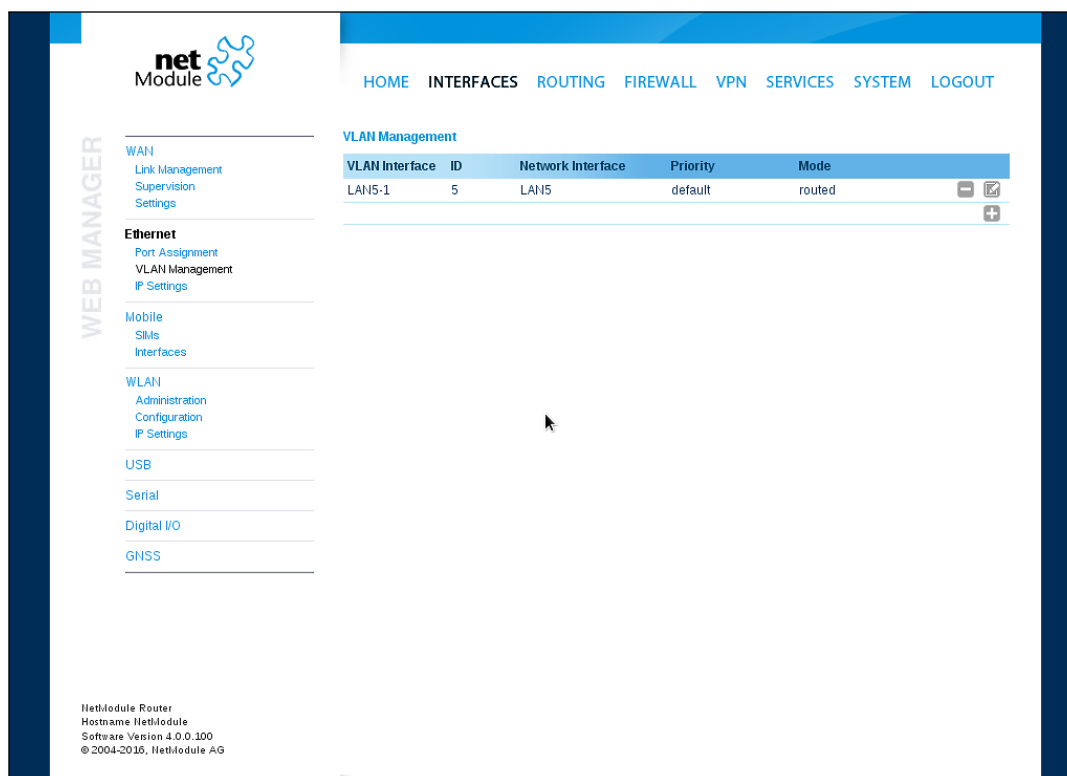 net
Module
HOME INTERFACES ROUTING FIREWALL VPN SERVICES SYSTEM LOGOUT
WEB MANAGER
WAN
Link Management
Supervision
Settings
Ethernet
Port Assignment
VLAN Management
IP Settings
Mobile
SIMs
Interfaces
WLAN
Administration
Configuration
IP Settings
USB
Serial
Digital I/O
GNSS
VLAN Management
VLAN Interface ID Network Interface Priority Mode
LAN5-1 5 LAN5 default routed
NetModule Router
Hostname NetModule
Software Version 4.0.0.100
© 2004-2016, NetModule AG